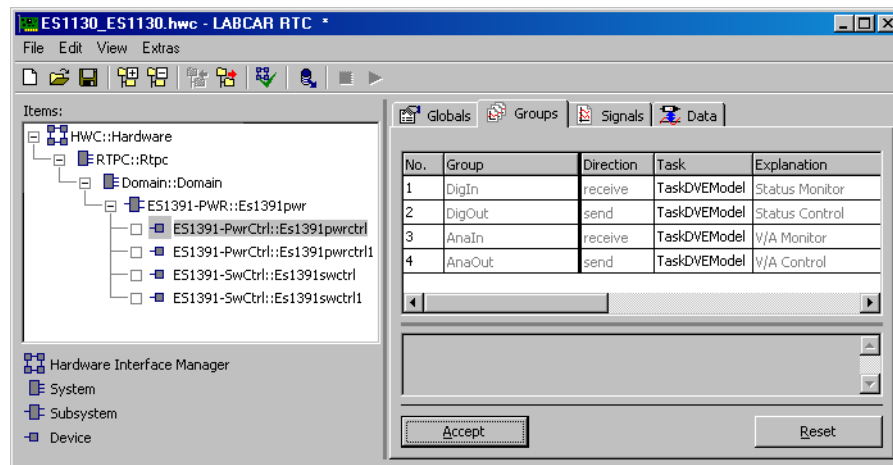 ES1130_ES1130.hwc - LABCAR RTC *
File Edit View Extras
Items:
HWC::Hardware
RTPC::Rtpc
Domain::Domain
ES1391-PWR::Es1391pwr
ES1391-PwrCtrl::Es1391pwrctrl
ES1391-PwrCtrl::Es1391pwrctrl1
ES1391-SwCtrl::Es1391swctrl
ES1391-SwCtrl::Es1391swctrl1
Hardware Interface Manager
System
Subsystem
Device
Globals Groups Signals Data
No. Group Direction Task Explanation
1 DigIn receive TaskDVEModel Status Monitor
2 DigOut send TaskDVEModel Status Control
3 AnaIn receive TaskDVEModel V/A Monitor
4 AnaOut send TaskDVEModel V/A Control
Accept Reset